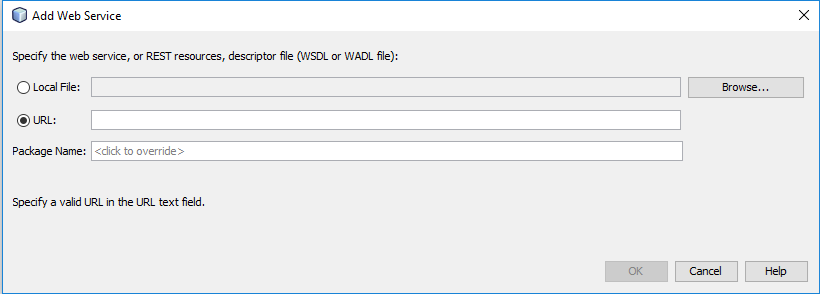 Add Web Service
Specify the web service, or REST resources, descriptor file (WSDL or WADL file):
Local File:
Browse...
URL:
Package Name: <click to override>
Specify a valid URL in the URL text field.
OK Cancel Help